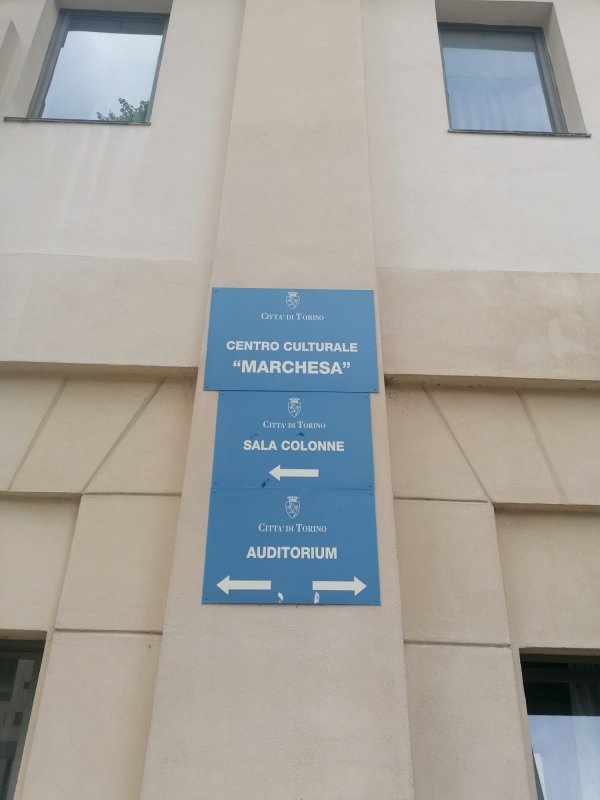 CITTA' DI TORINO
CENTRO CULTURALE
“MARCHESA”
CITTA' DI TORINO
SALA COLONNE
CITTA' DI TORINO
AUDITORIUM